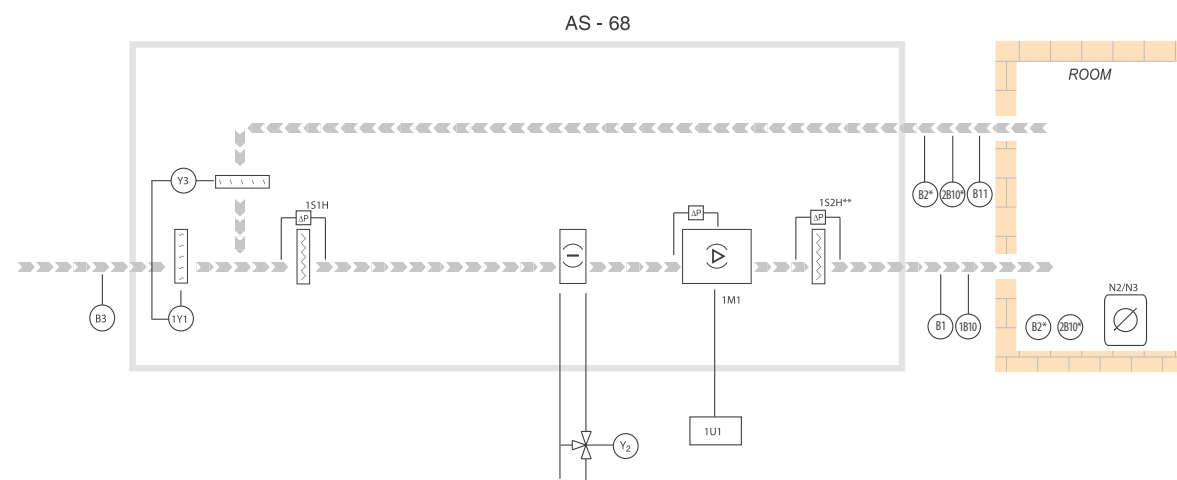 AS - 68
ROOM
Y3
B2*
2B10*
B11
1S1H
ΔP
ΔP
1S2H**
ΔP
1M1
N2/N3
B3
1Y1
B1
1B10
B2*
2B10*
1U1
Y2